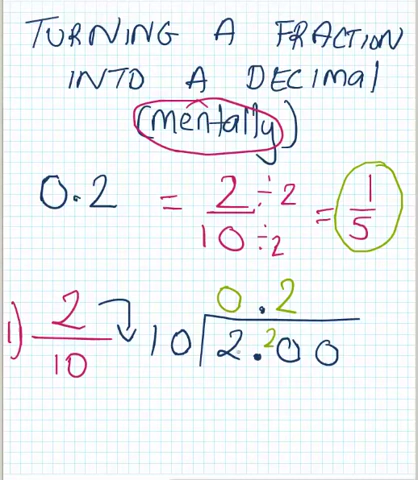 TURNING A FRACTION
INTO A DECIMAL
(mentally)
0.2 = 2 ÷2 / 10 ÷2 = 1/5
0.2
1) 2/10 10 2.²00